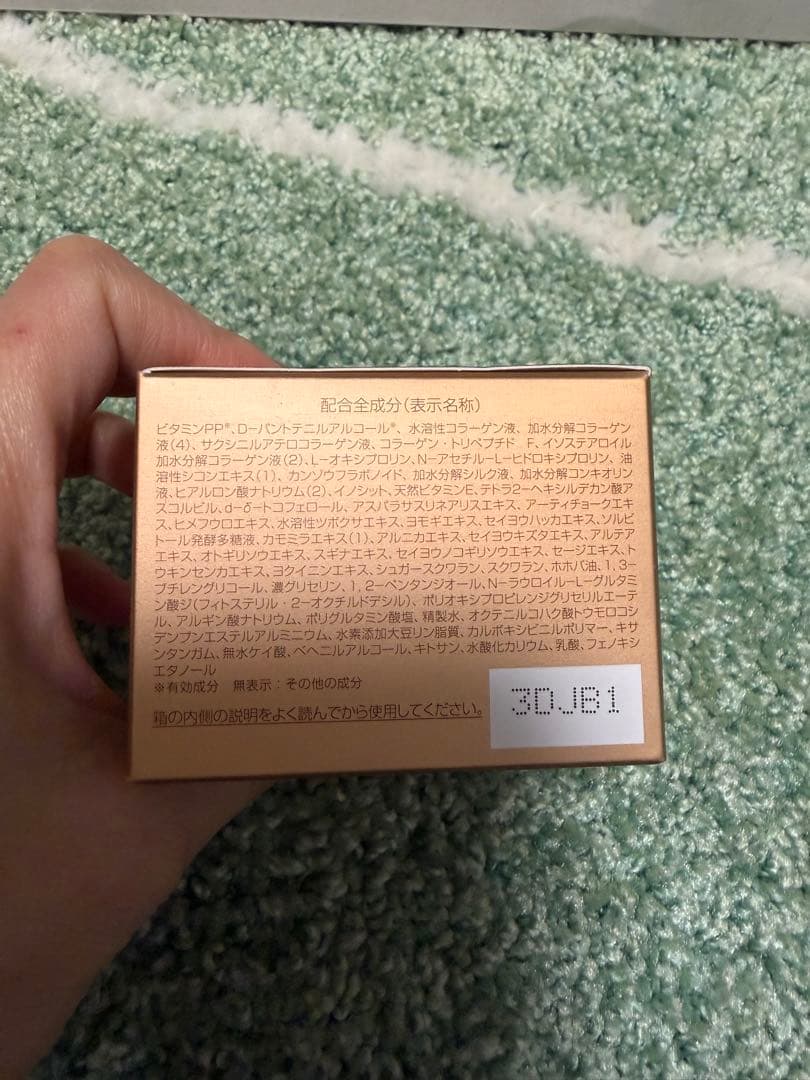 配合全成分(表示名称)
ビタミンPP※、D-パントテニルアルコール※、水溶性コラーゲン液、加水分解コラーゲン
液(4)、サクシニルアテロコラーゲン液、コラーゲン・トリペプチド F、イソステアロイル
加水分解コラーゲン液(2)、L-オキシプロリン、N-アセチル-L-ヒドロキシプロリン、油
溶性シコンエキス(1)、カンゾウフラボノイド、加水分解シルク液、加水分解コンキオリン
液、ヒアルロン酸ナトリウム(2)、イノシット、天然ビタミンE、テトラ2-ヘキシルデカン酸ア
スコルビル、d-δ-トコフェロール、アスパラサスリネアリスエキス、アーティチョークエキ
ス、ヒメフウロエキス、水溶性ツボクサエキス、ヨモギエキス、セイヨウハッカエキス、ソルビ
トール発酵多糖液、カモミラエキス(1)、アルニカエキス、セイヨウキズタエキス、アルテア
エキス、オトギリソウエキス、スギナエキス、セイヨウノコギリソウエキス、セージエキス、ト
ウキンセンカエキス、ヨクイニンエキス、シュガースクワラン、スクワラン、ホホバ油、1,3-
ブチレングリコール、濃グリセリン、1,2-ペンタンジオール、N-ラウロイル-L-グルタミ
ン酸ジ(フィトステリル・2-オクチルドデシル)、ポリオキシプロピレンジグリセリルエーテ
ル、アルギン酸ナトリウム、ポリグルタミン酸塩、精製水、オクテニルコハク酸トウモロコシ
デンプンエステルアルミニウム、水素添加大豆リン脂質、カルボキシビニルポリマー、キサ
ンタンガム、無水ケイ酸、ベヘニルアルコール、キトサン、水酸化カリウム、乳酸、フェノキシ
エタノール
※有効成分 無表示:その他の成分
箱の内側の説明をよく読んでから使用してください。
3DJB1